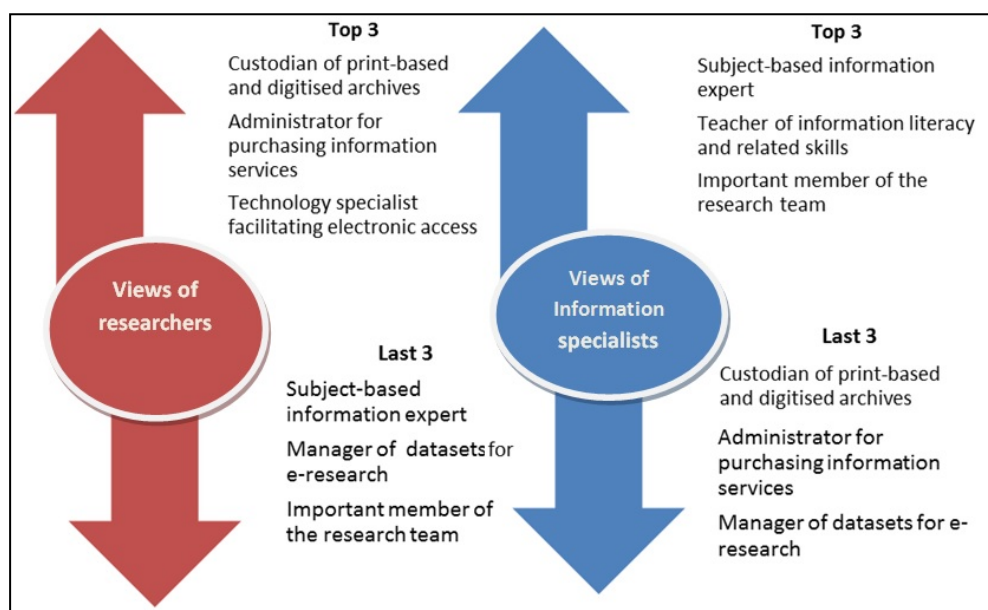 Top 3
Custodian of print-based
and digitised archives
Administrator for
purchasing information
services
Technology specialist
facilitating electronic access
Views of
researchers
Last 3
Subject-based
information expert
Manager of datasets for
e-research
Important member of
the research team
Top 3
Subject-based information
expert
Teacher of information literacy
and related skills
Important member of the
research team
Views of
Information
specialists
Last 3
Custodian of print-based
and digitised archives
Administrator for
purchasing information
services
Manager of datasets for e-
research